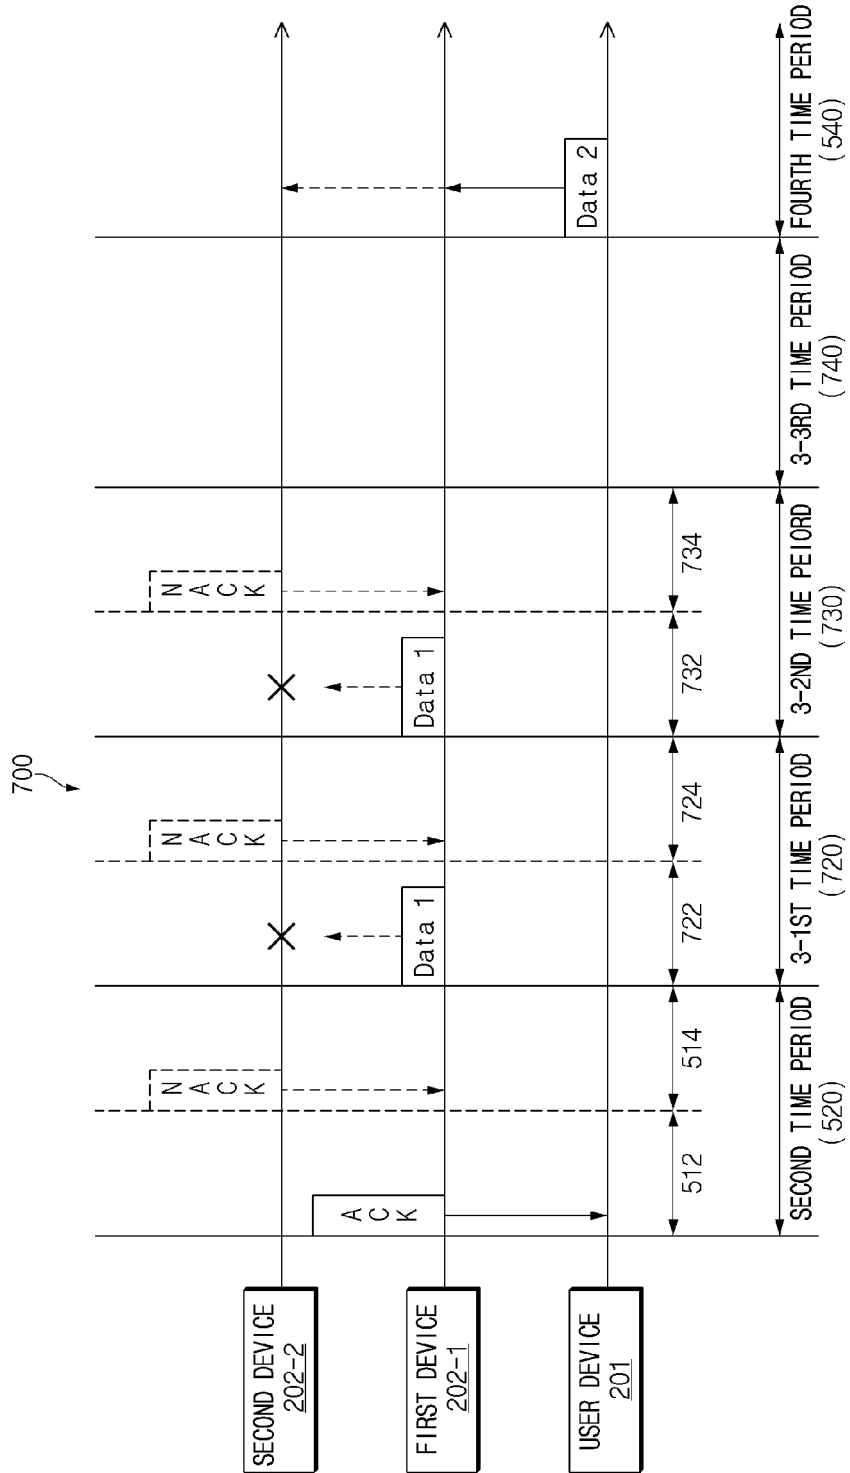 700
SECOND DEVICE
202-2
FIRST DEVICE
202-1
USER DEVICE
201
NACK
NACK
NACK
ACK
Data 1
Data 1
Data 2
512
514
722
724
732
734
SECOND TIME PERIOD
(520)
3-1ST TIME PERIOD
(720)
3-2ND TIME PEIORD
(730)
3-3RD TIME PERIOD
(740)
FOURTH TIME PERIOD
(540)